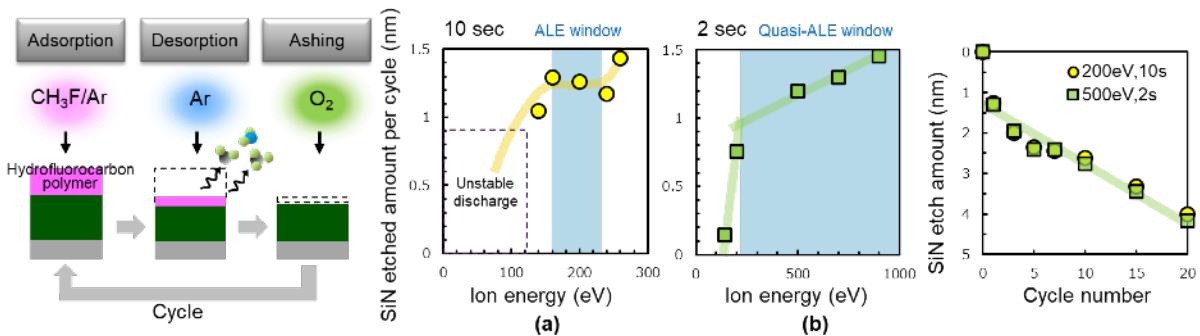 Adsorption
Desorption
Ashing
CH₃F/Ar
Ar
O₂
Hydrofluorocarbon
polymer
Cycle
SiN etched amount per cycle (nm)
10 sec
ALE window
1.5
1
0.5
0
Unstable
discharge
0
100
200
300
Ion energy (eV)
(a)
2 sec
Quasi-ALE window
1.5
1
0.5
0
0
500
1000
Ion energy (eV)
(b)
SiN etch amount (nm)
0
1
2
3
4
5
200eV,10s
500eV,2s
0
5
10
15
20
Cycle number